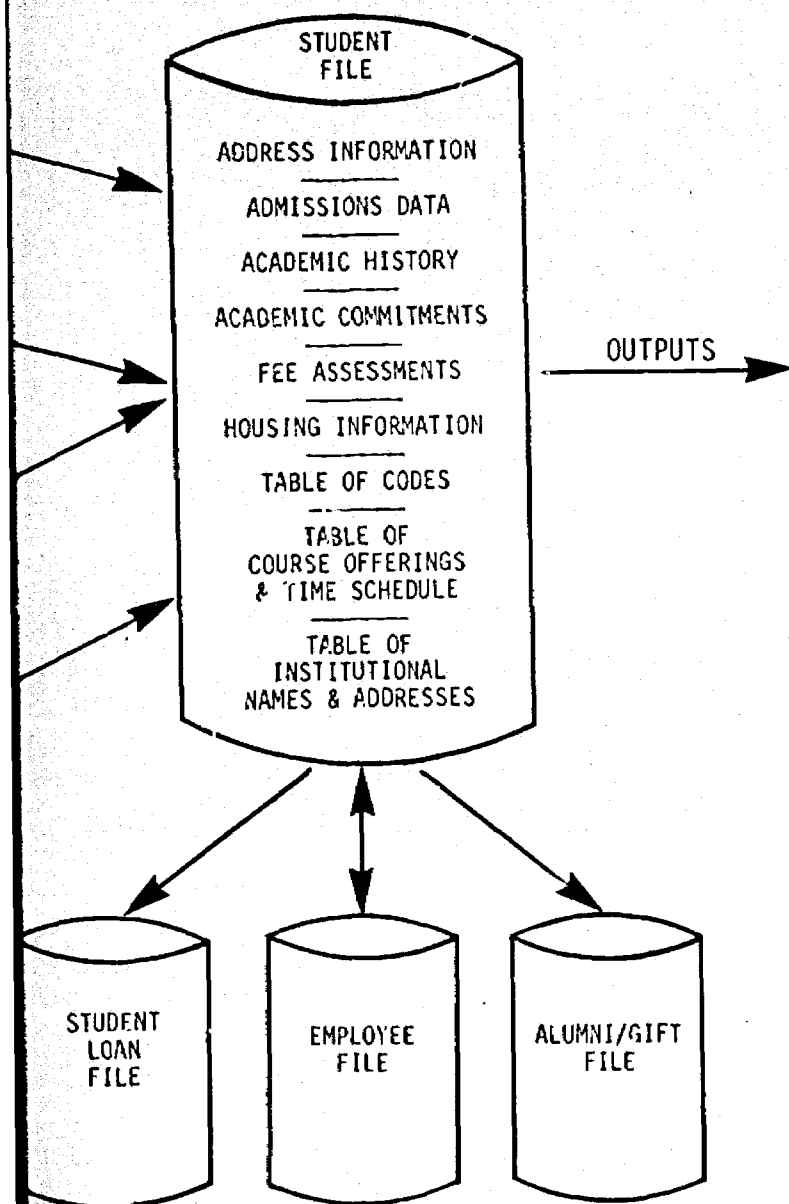 STUDENT
FILE
ADDRESS INFORMATION
ADMISSIONS DATA
ACADEMIC HISTORY
ACADEMIC COMMITMENTS
FEE ASSESSMENTS
OUTPUTS
HOUSING INFORMATION
TABLE OF CODES
TABLE OF
COURSE OFFERINGS
& TIME SCHEDULE
TABLE OF
INSTITUTIONAL
NAMES & ADDRESSES
STUDENT
LOAN
FILE
EMPLOYEE
FILE
ALUMNI/GIFT
FILE